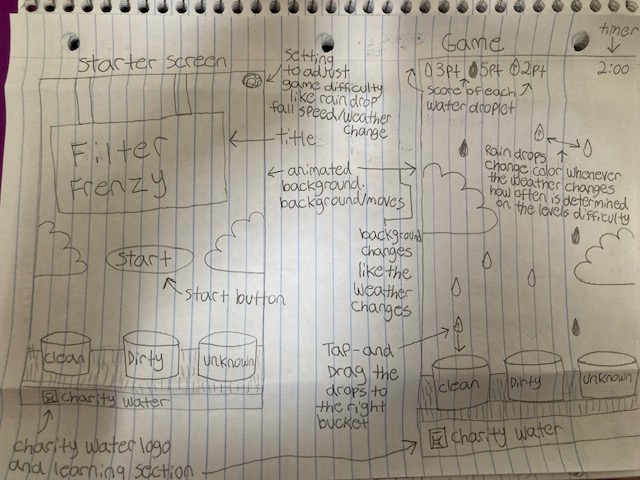 starter screen
setting
to adjust
game difficulty
like rain drop
fall speed/weather
change
Filter
Frenzy
title
animated
background.
background/moves
start
start button
clean
Dirty
unknown
charity water
charity water logo
and/learning section
Game
timer
3pt, 5pt 2pt
2:00
score of each
water droplet
Rain drops
change color whenever
the weather changes
how often is determined
on the levels difficulty
background
changes
like the
weather
changes
Tap-and
Drag the
drops to
the right
bucket
clean
Dirty
unknown
charity water